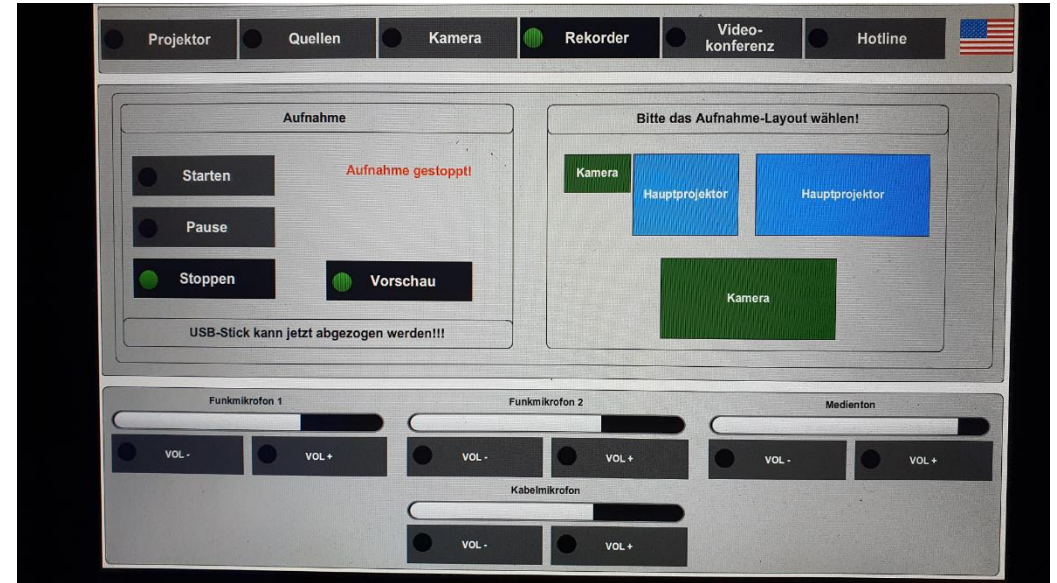 Projektor
Quellen
Kamera
Rekorder
Video-
konferenz
Hotline
Aufnahme
Bitte das Aufnahme-Layout wählen!
Starten
Aufnahme gestoppt!
Kamera
Hauptprojektor
Hauptprojektor
Pause
Stoppen
Vorschau
Kamera
USB-Stick kann jetzt abgezogen werden!!!
Funkmikrofon 1
Funkmikrofon 2
Medienton
VOL -
VOL +
VOL -
VOL +
VOL -
VOL +
Kabelmikrofon
VOL -
VOL +